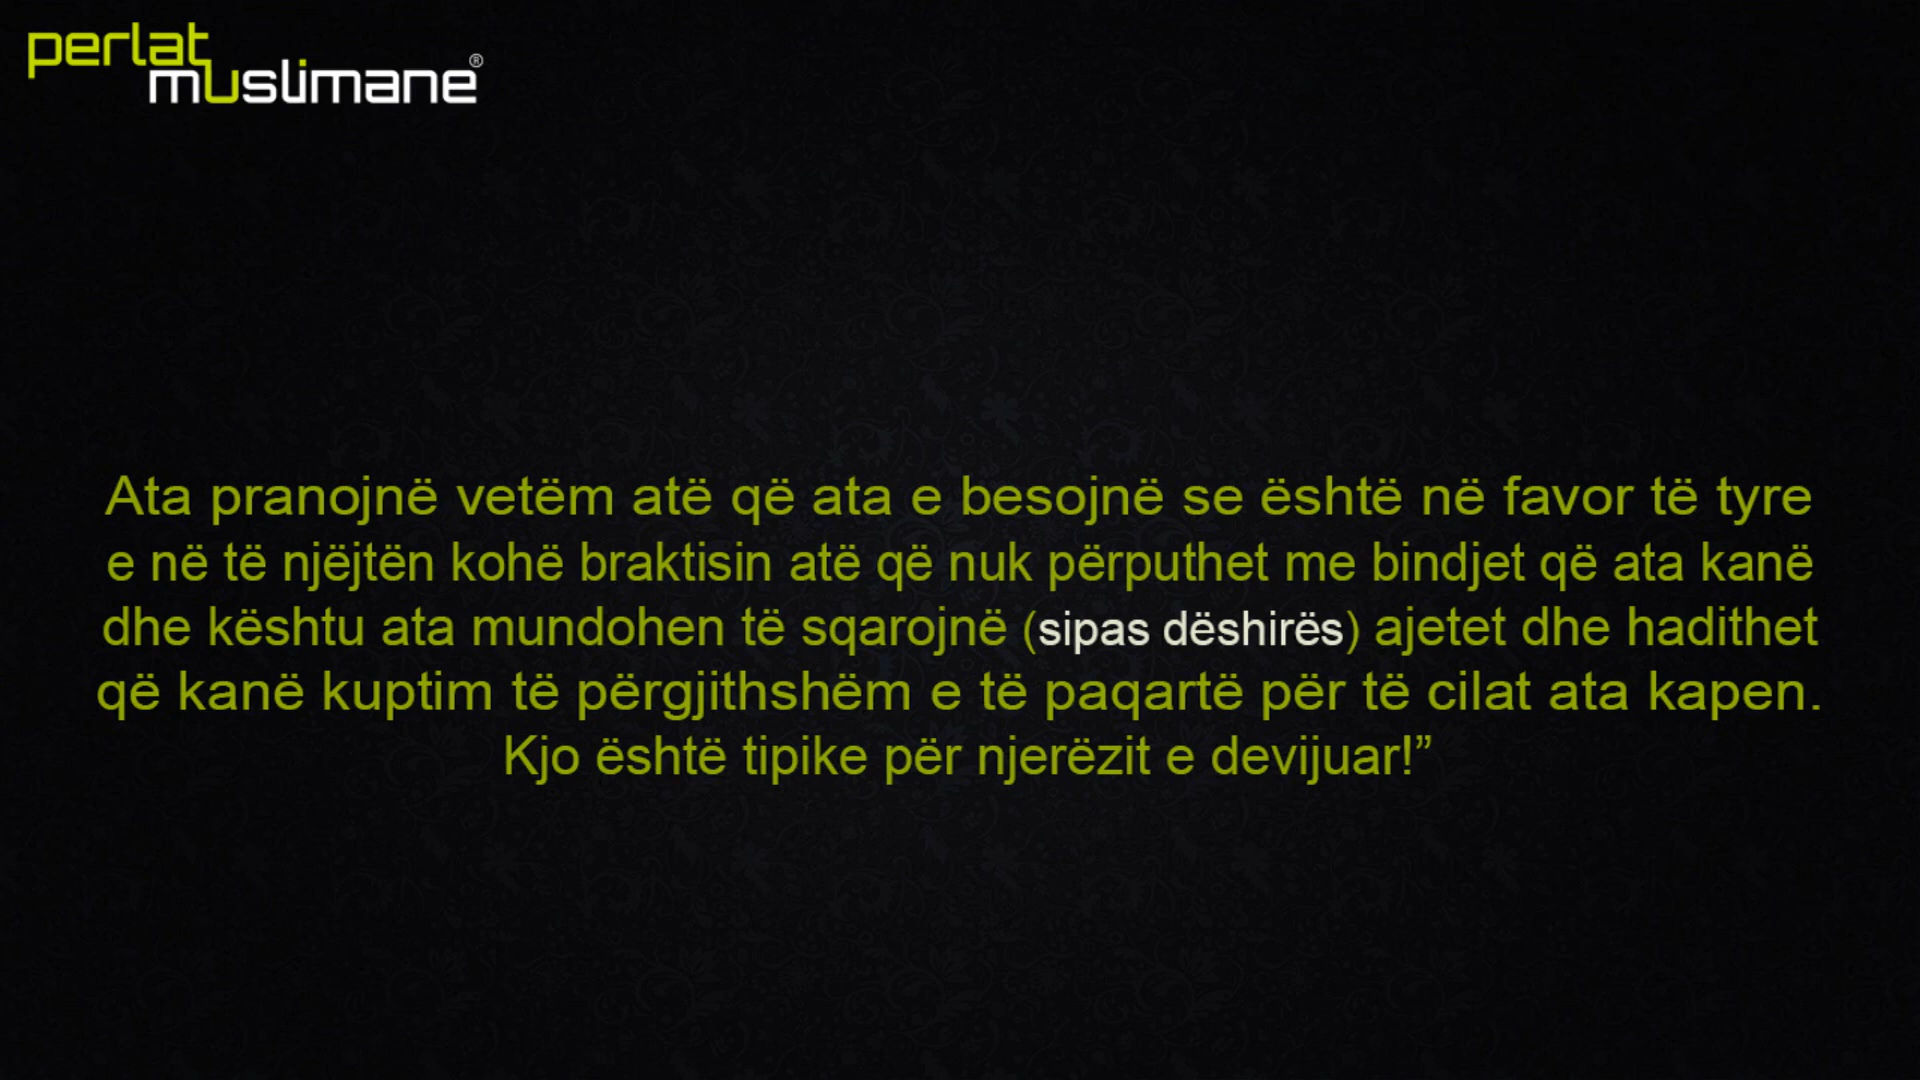 perlat
muslimane®
Ata pranojnë vetëm atë që ata e besojnë se është në favor të tyre
e në të njëjtën kohë braktisin atë që nuk përputhet me bindjet që ata kanë
dhe kështu ata mundohen të sqarojnë (sipas dëshirës) ajetet dhe hadithet
që kanë kuptim të përgjithshëm e të paqartë për të cilat ata kapen.
Kjo është tipike për njerëzit e devijuar!”